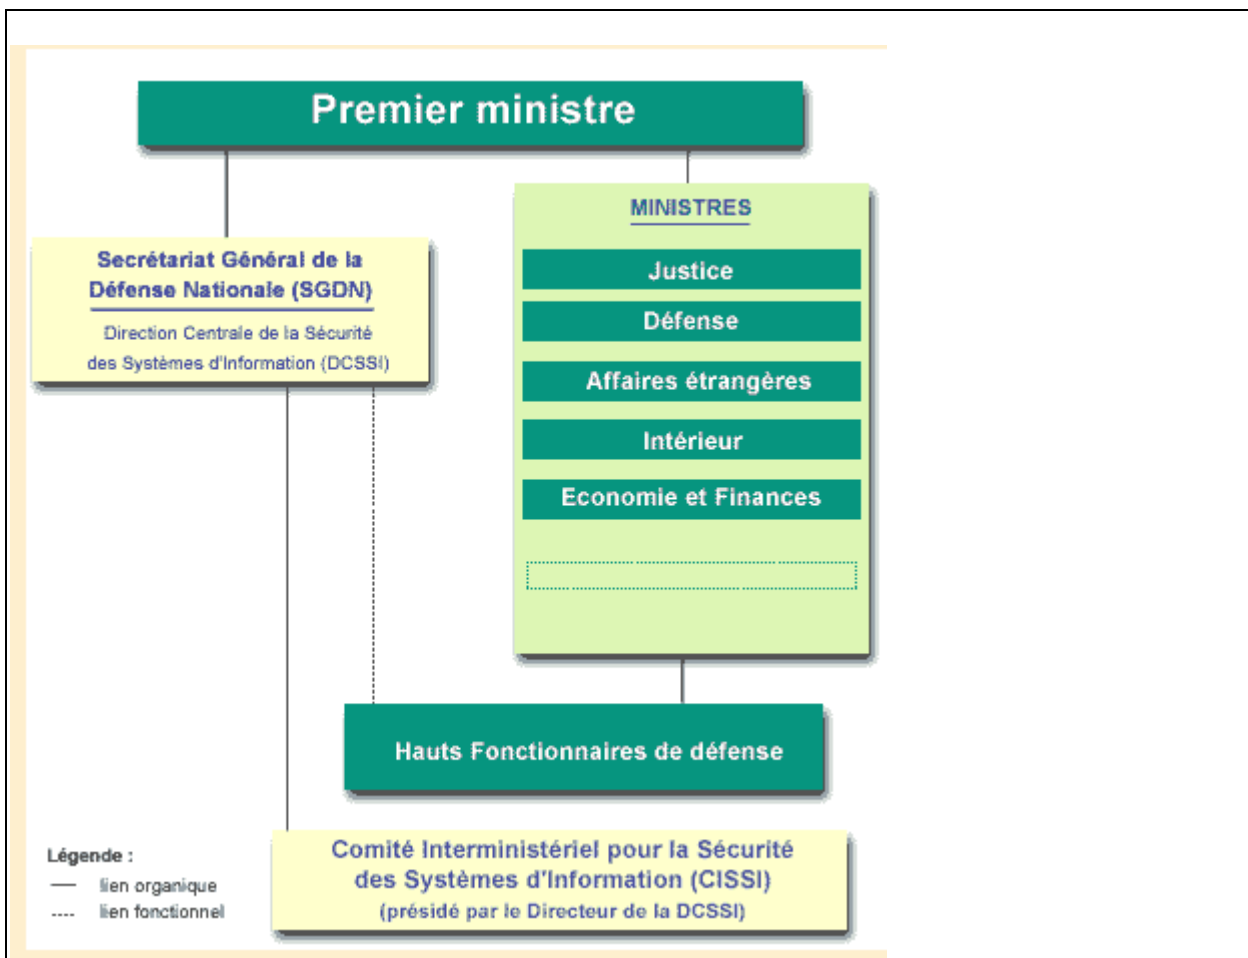 Premier ministre
Secrétariat Général de la
Défense Nationale (SGDN)
Direction Centrale de la Sécurité
des Systèmes d'Information (DCSSI)
MINISTRES
Justice
Défense
Affaires étrangères
Intérieur
Economie et Finances
Hauts Fonctionnaires de défense
Comité Interministériel pour la Sécurité
des Systèmes d'Information (CISSI)
(présidé par le Directeur de la DCSSI)
Légende :
lien organique
lien fonctionnel